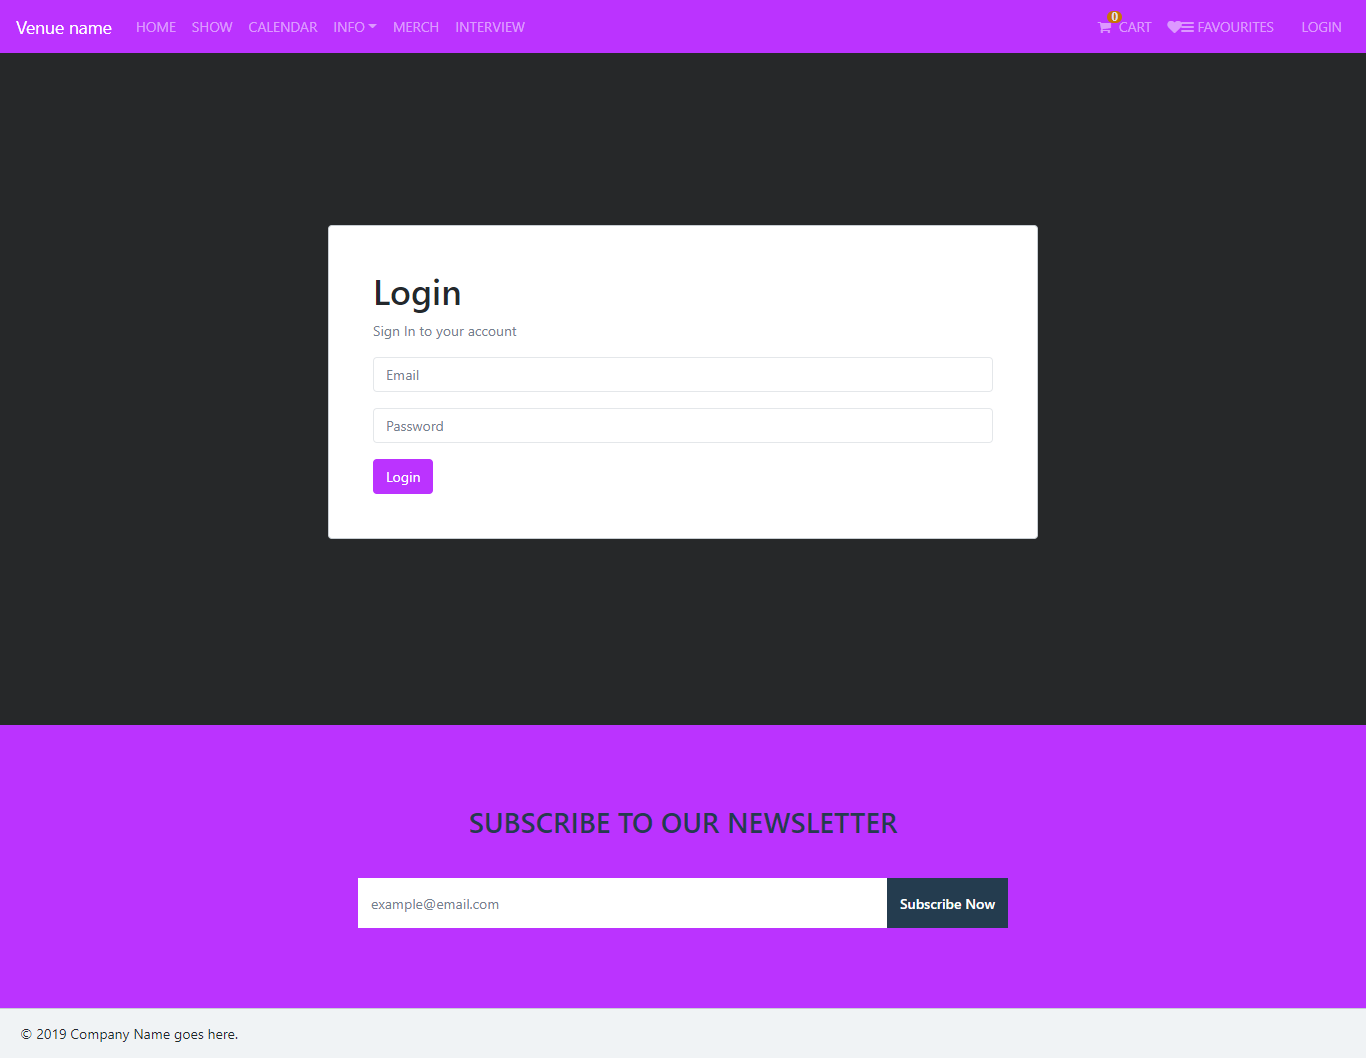 Venue name HOME SHOW CALENDAR INFO MERCH INTERVIEW 0 CART FAVOURITES LOGIN
Login
Sign In to your account
Email
Password
Login
SUBSCRIBE TO OUR NEWSLETTER
example@email.com Subscribe Now
© 2019 Company Name goes here.